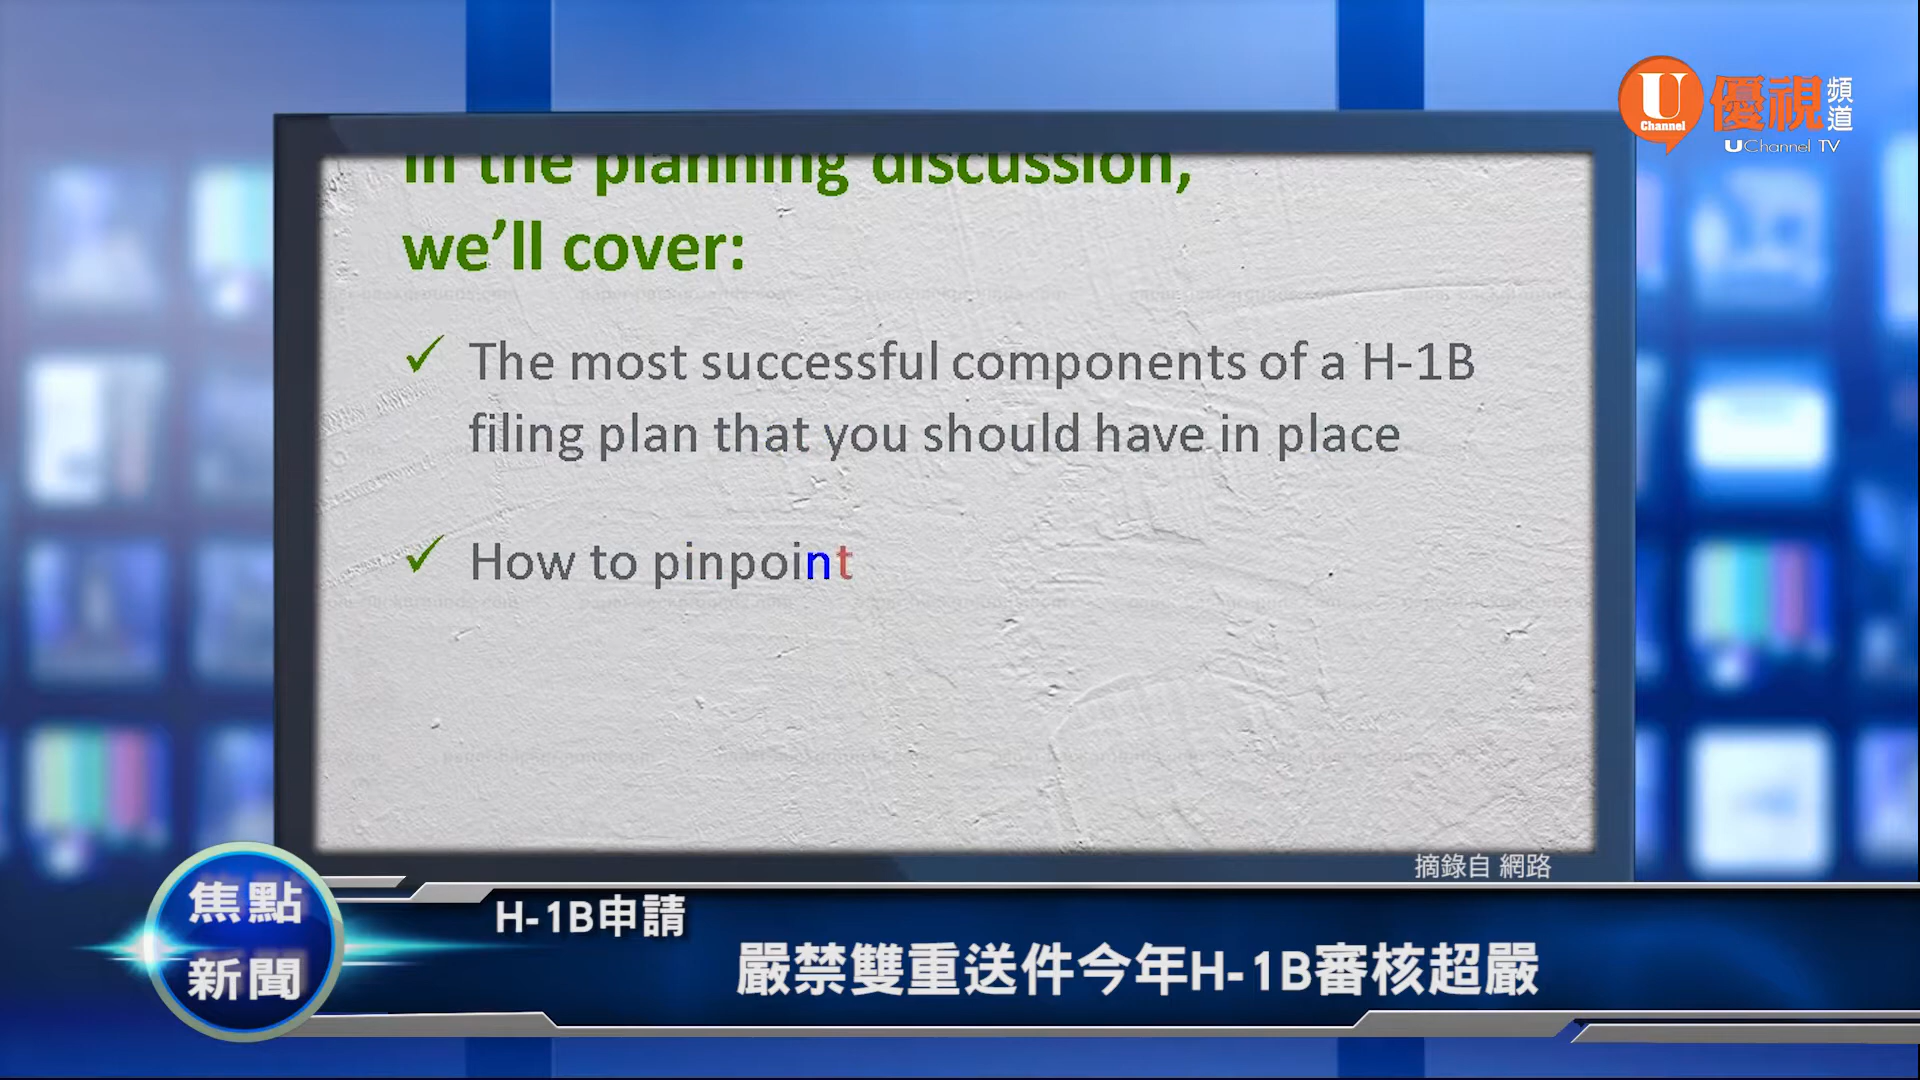 U
Channel
優視
頻道
UChannel TV
in the planning discussion,
we’ll cover:
✓ The most successful components of a H-1B
filing plan that you should have in place
✓ How to pinpoint
摘錄自 網路
焦點
新聞
H-1B申請
嚴禁雙重送件今年H-1B審核超嚴